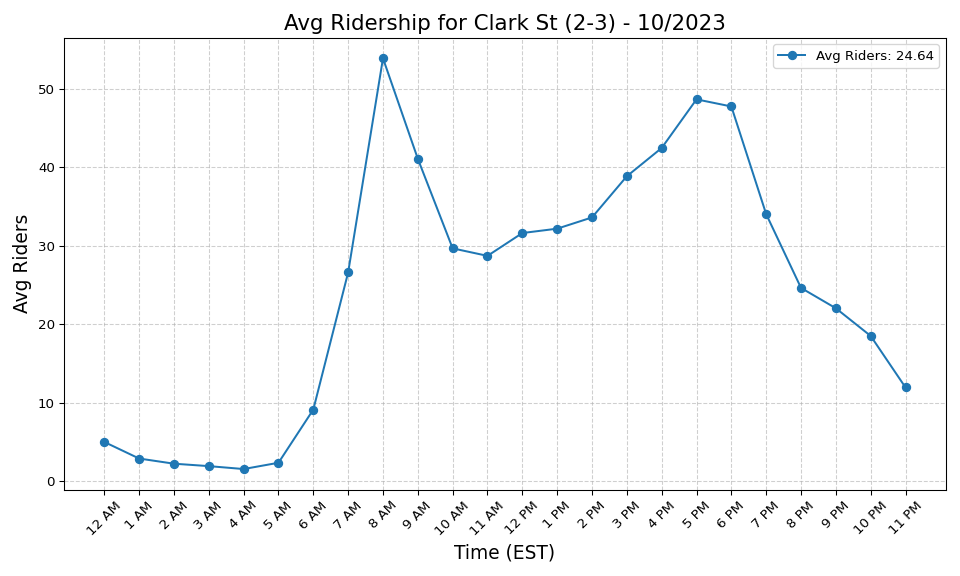 Avg Ridership for Clark St (2-3) - 10/2023
Avg Riders: 24.64
Avg Riders
50
40
30
20
10
0
12 AM
1 AM
2 AM
3 AM
4 AM
5 AM
6 AM
7 AM
8 AM
9 AM
10 AM
11 AM
12 PM
1 PM
2 PM
3 PM
4 PM
5 PM
6 PM
7 PM
8 PM
9 PM
10 PM
11 PM
Time (EST)